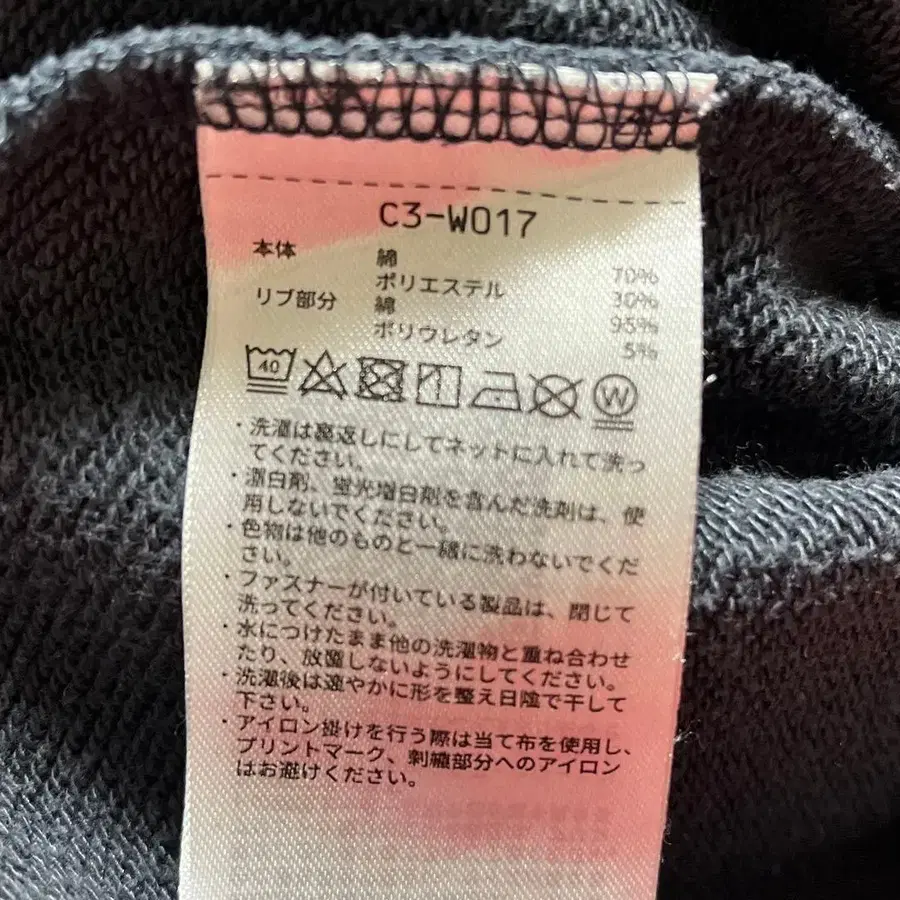 C3-W017
本体 綿 70%
ポリエステル 30%
リブ部分 綿 95%
ポリウレタン 5%
40 W
・洗濯は裏返しにしてネットに入れて洗っ
てください。
・漂白剤、蛍光増白剤を含んだ洗剤は、使
用しないでください。
・色物は他のものと一緒に洗わないでくだ
さい。
・ファスナーが付いている製品は、閉じて
洗ってください。
・水につけたまま他の洗濯物と重ね合わせ
たり、放置しないようにしてください。
・洗濯後は速やかに形を整え日陰で干して
下さい。
・アイロン掛けを行う際は当て布を使用し、
プリントマーク、刺繍部分へのアイロン
はお避けください。